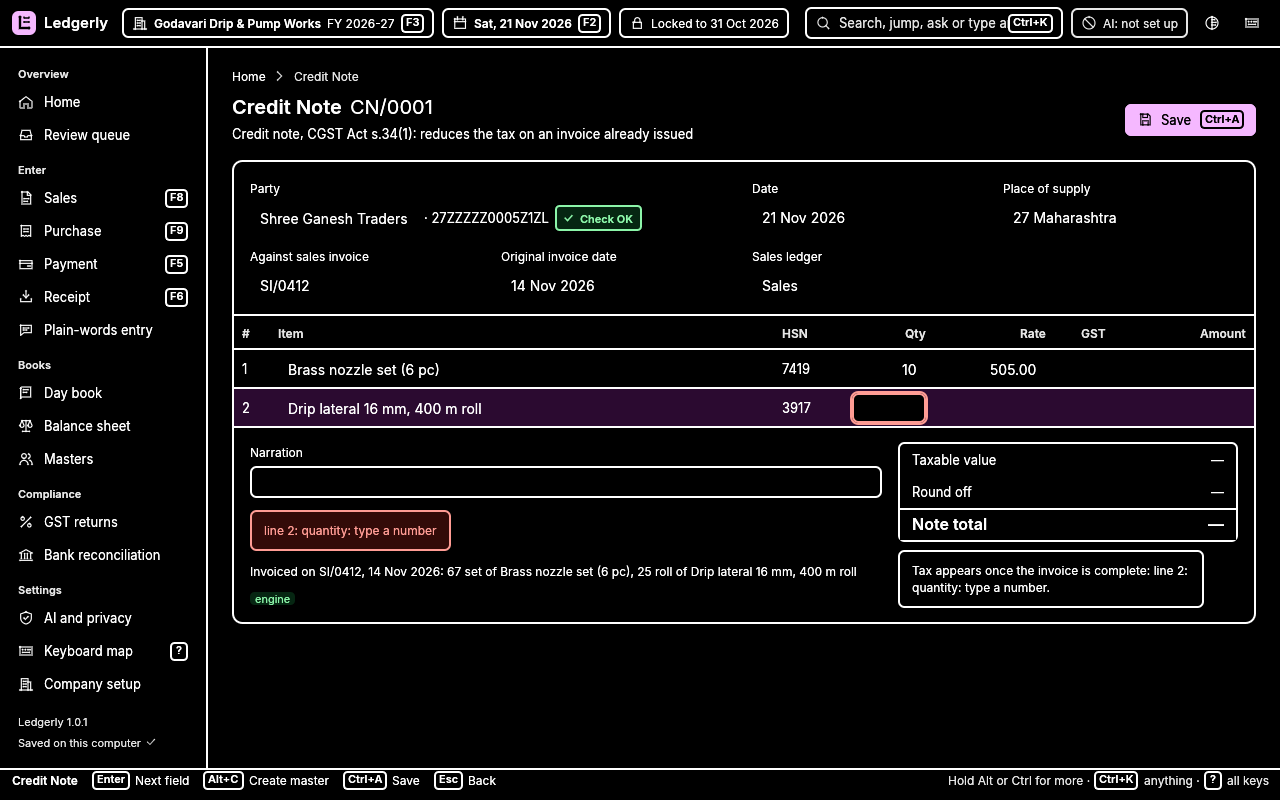 Ledgerly
Godavari Drip & Pump Works FY 2026-27 F3
Sat, 21 Nov 2026 F2
Locked to 31 Oct 2026
Search, jump, ask or type a Ctrl+K
AI: not set up
Overview
Home
Review queue
Enter
Sales F8
Purchase F9
Payment F5
Receipt F6
Plain-words entry
Books
Day book
Balance sheet
Masters
Compliance
GST returns
Bank reconciliation
Settings
AI and privacy
Keyboard map ?
Company setup
Ledgerly 1.0.1
Saved on this computer
Home Credit Note
Credit Note CN/0001
Credit note, CGST Act s.34(1): reduces the tax on an invoice already issued
Save Ctrl+A
Party Date Place of supply
Shree Ganesh Traders · 27ZZZZZ0005Z1ZL Check OK 21 Nov 2026 27 Maharashtra
Against sales invoice Original invoice date Sales ledger
SI/0412 14 Nov 2026 Sales
# Item HSN Qty Rate GST Amount
1 Brass nozzle set (6 pc) 7419 10 505.00
2 Drip lateral 16 mm, 400 m roll 3917
Narration
line 2: quantity: type a number
Invoiced on SI/0412, 14 Nov 2026: 67 set of Brass nozzle set (6 pc), 25 roll of Drip lateral 16 mm, 400 m roll
engine
Taxable value —
Round off —
Note total —
Tax appears once the invoice is complete: line 2:
quantity: type a number.
Credit Note Enter Next field Alt+C Create master Ctrl+A Save Esc Back
Hold Alt or Ctrl for more · Ctrl+K anything · ? all keys